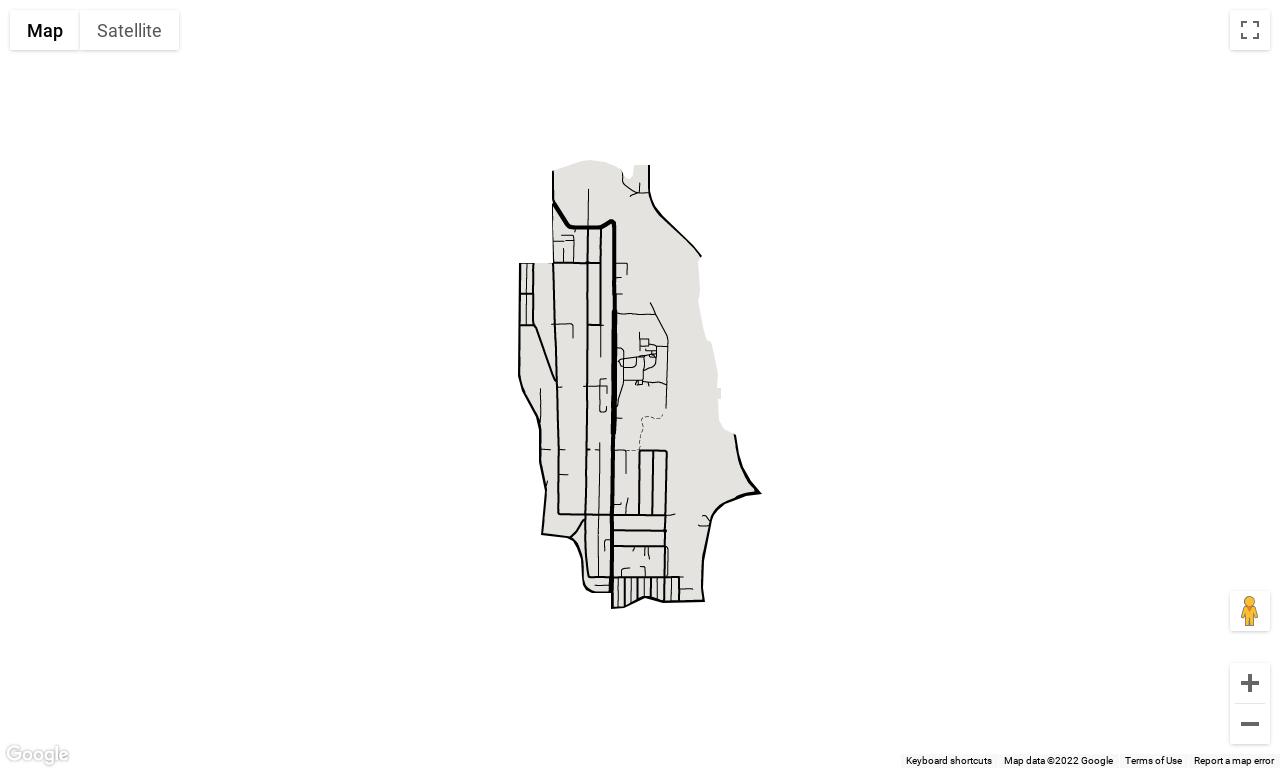 Map Satellite
Google
Keyboard shortcuts Map data ©2022 Google Terms of Use Report a map error